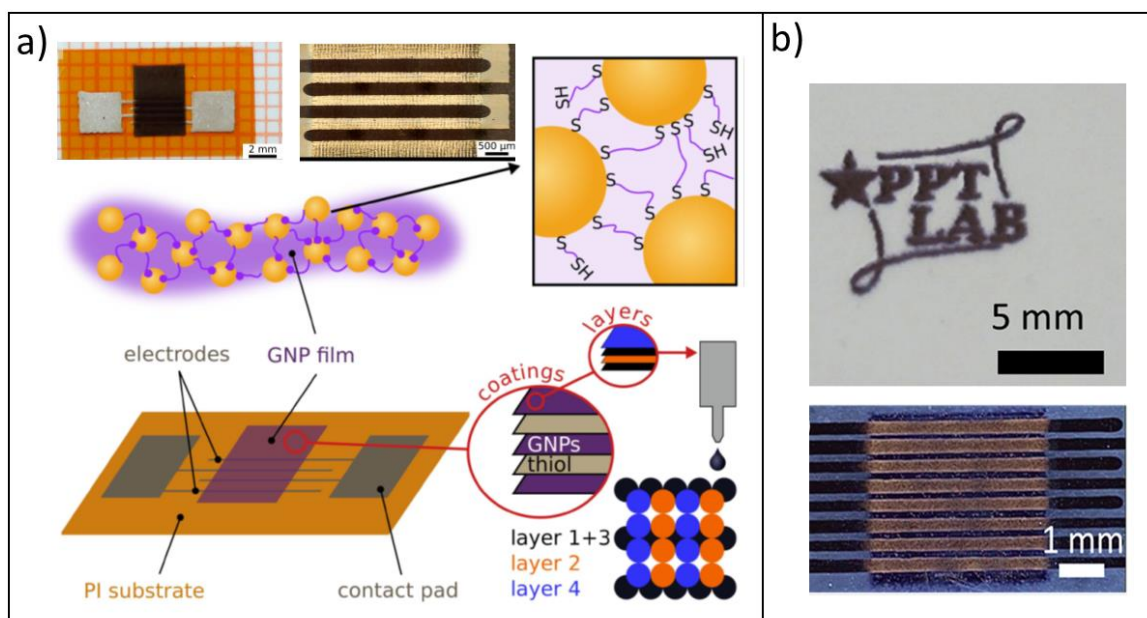 a)
2 mm
500 µm
S
S
HS
S
S
S
S
S
SH
SH
S
S
S
S
S
SH
electrodes
GNP film
layers
coatings
GNPs
thiol
layer 1+3
layer 2
layer 4
PI substrate
contact pad
b)
PPT
LAB
5 mm
1 mm